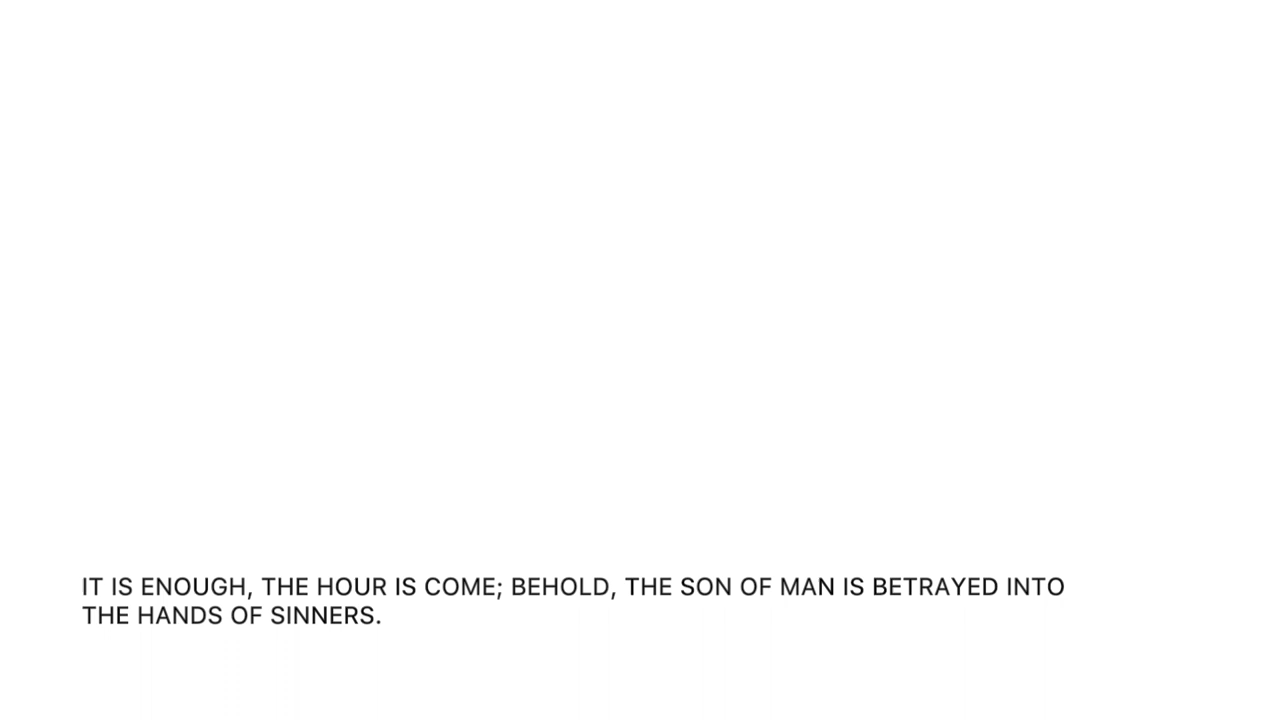 IT IS ENOUGH, THE HOUR IS COME; BEHOLD, THE SON OF MAN IS BETRAYED INTO
THE HANDS OF SINNERS.